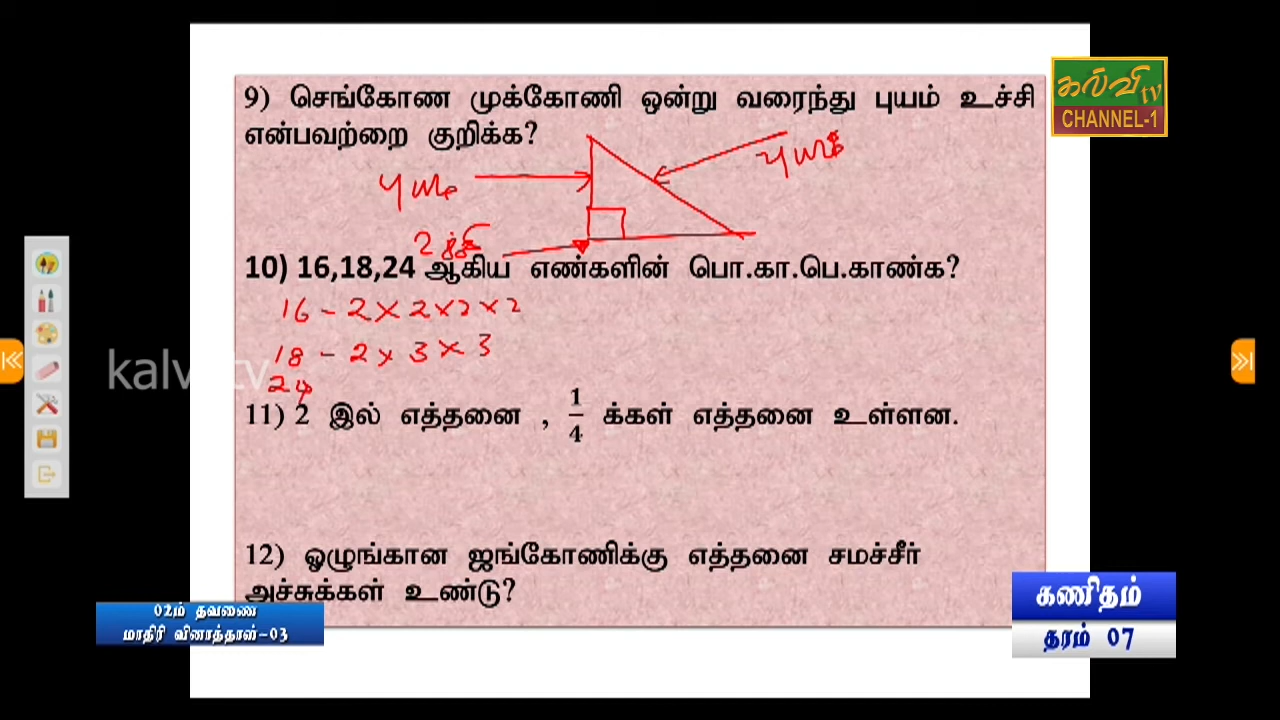 கல்வி tv
CHANNEL-1
9) செங்கோண முக்கோணி ஒன்று வரைந்து புயம் உச்சி
என்பவற்றை குறிக்க?
புயம்
புயம்
உச்சி
10) 16,18,24 ஆகிய எண்களின் பொ.கா.பெ.காண்க?
16 - 2 × 2 × 2 × 2
18 - 2 × 3 × 3
24
kalvi tv
11) 2 இல் எத்தனை , 1/4 க்கள் எத்தனை உள்ளன.
12) ஓழுங்கான ஜங்கோணிக்கு எத்தனை சமச்சீர்
அச்சுக்கள் உண்டு?
02ம் தவணை
மாதிரி வினாத்தாள்-03
கணிதம்
தரம் 07